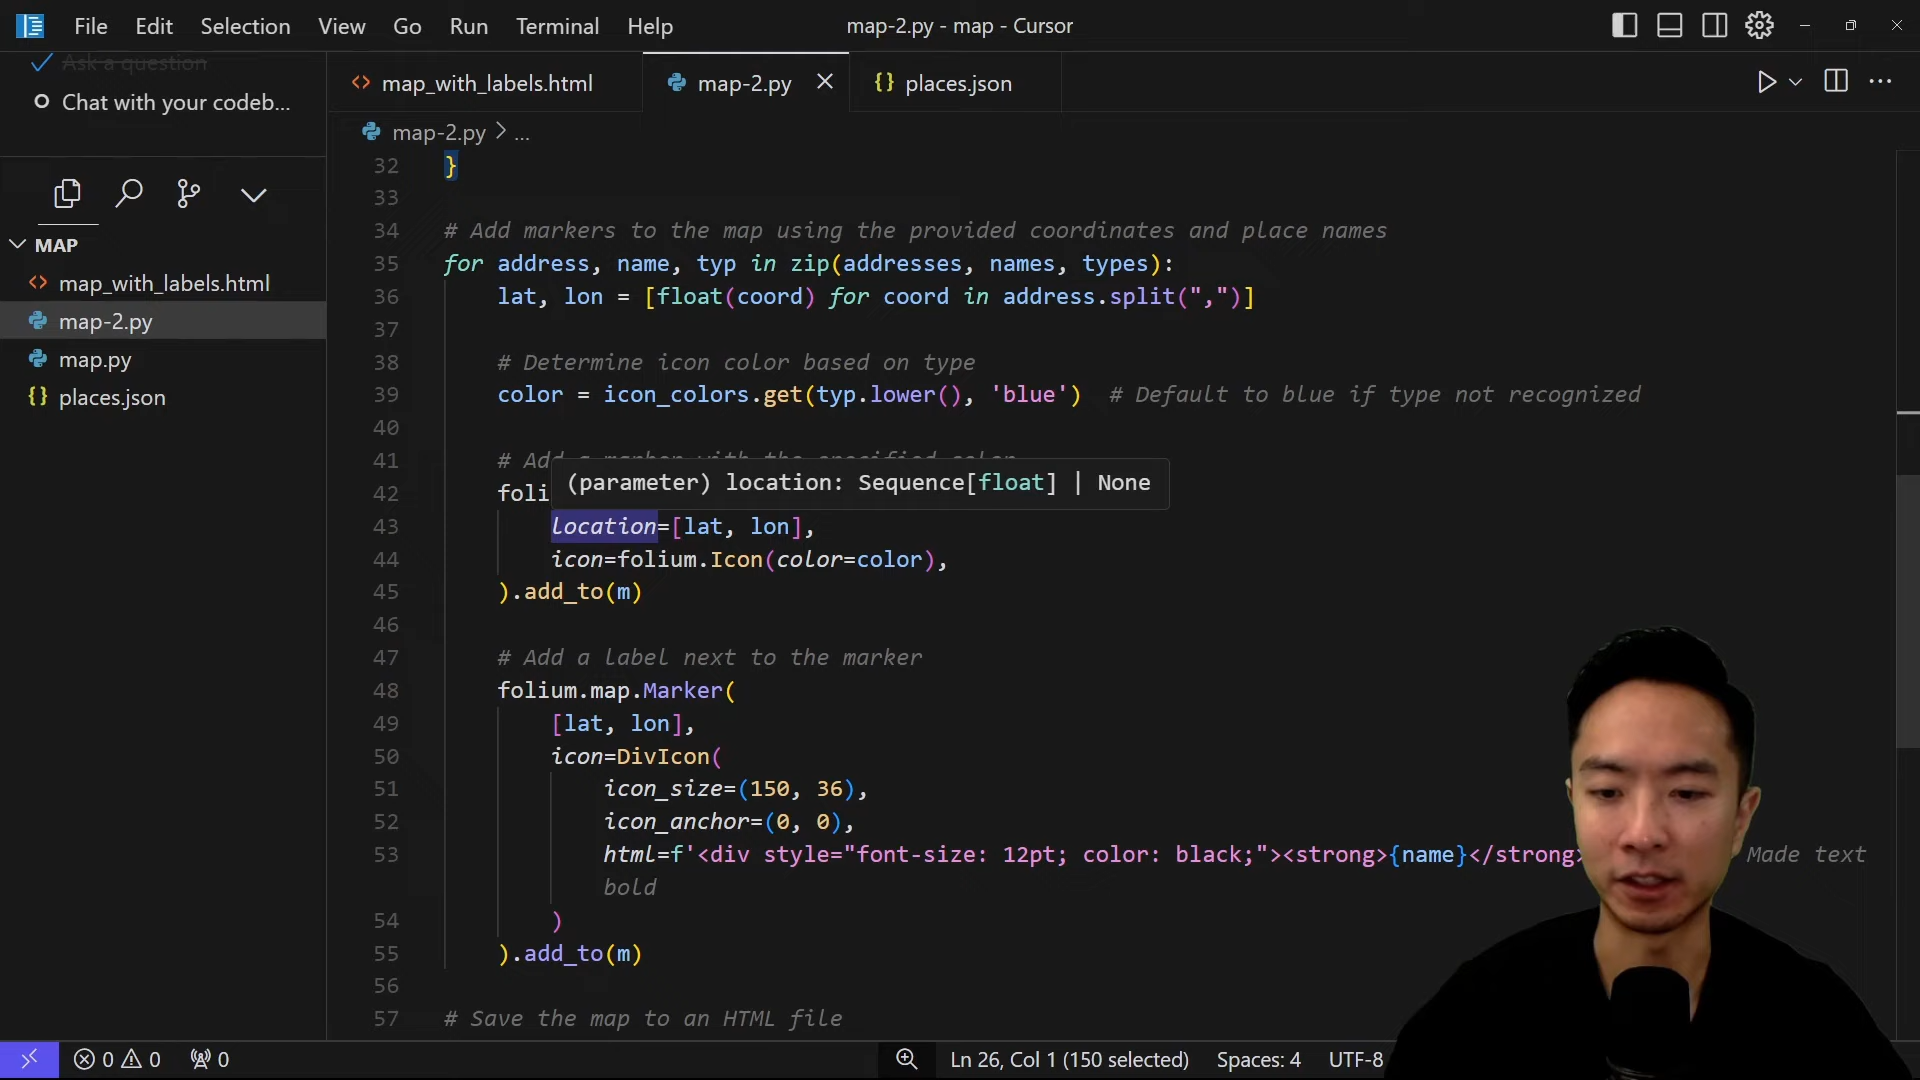 File Edit Selection View Go Run Terminal Help
map-2.py - map - Cursor
Ask a question
Chat with your codeb...
map_with_labels.html
map-2.py
places.json
map-2.py > ...
MAP
map_with_labels.html
map-2.py
map.py
places.json
32 }
33
34 # Add markers to the map using the provided coordinates and place names
35 for address, name, typ in zip(addresses, names, types):
36 lat, lon = [float(coord) for coord in address.split(",")]
37
38 # Determine icon color based on type
39 color = icon_colors.get(typ.lower(), 'blue') # Default to blue if type not recognized
40
41 # Add a marker with the specified color
(parameter) location: Sequence[float] | None
42 foli
43 location=[lat, lon],
44 icon=folium.Icon(color=color),
45 ).add_to(m)
46
47 # Add a label next to the marker
48 folium.map.Marker(
49 [lat, lon],
50 icon=DivIcon(
51 icon_size=(150, 36),
52 icon_anchor=(0, 0),
53 html=f'<div style="font-size: 12pt; color: black;"><strong>{name}</strong> Made text
bold
54 )
55 ).add_to(m)
56
57 # Save the map to an HTML file
0 0 0
Ln 26, Col 1 (150 selected) Spaces: 4 UTF-8